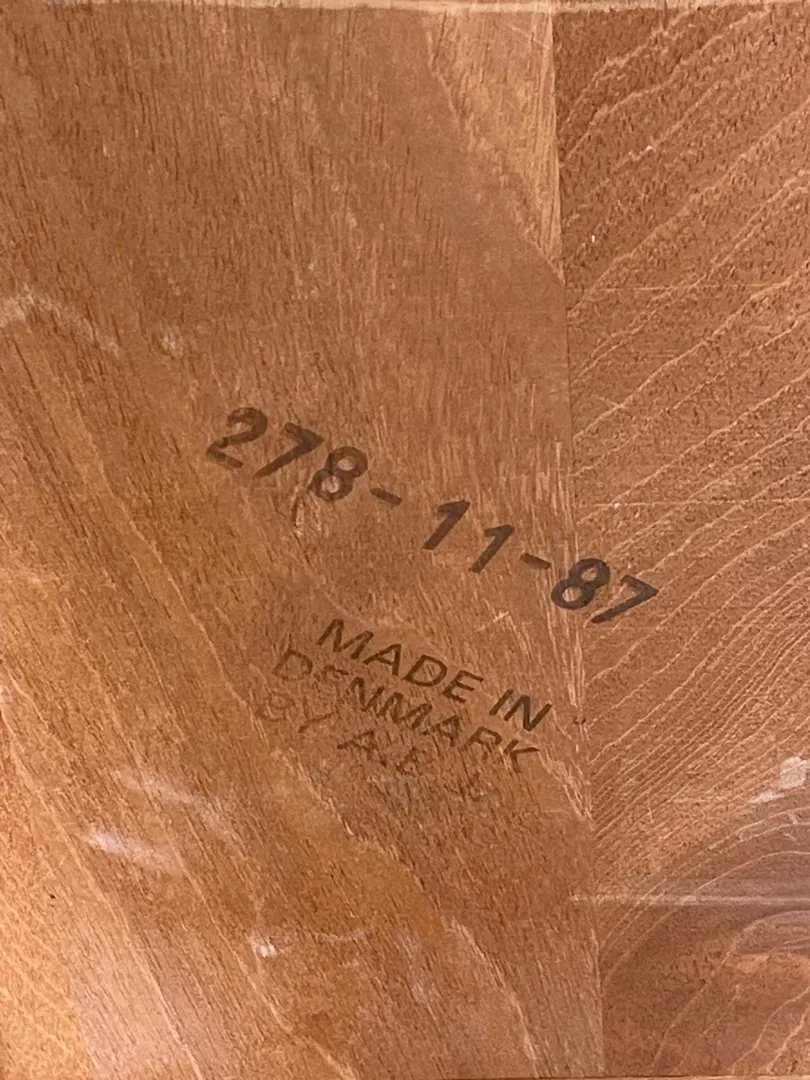 278-11-87
MADE IN
DENMARK
BY A.B.J.